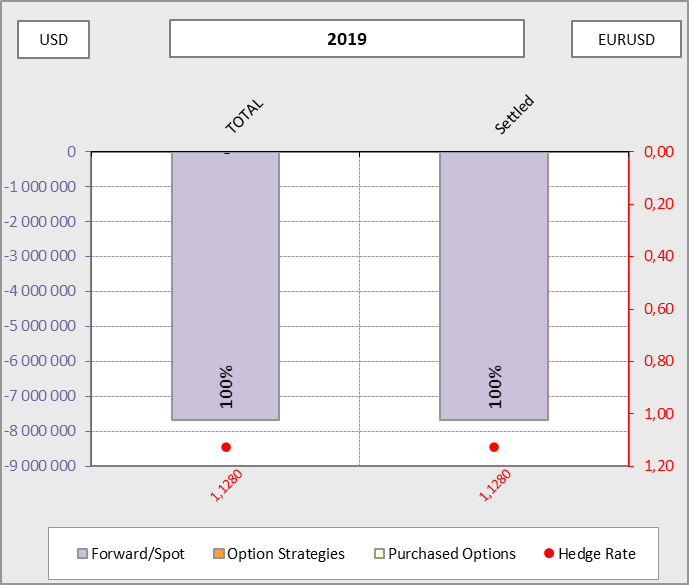 USD
2019
EURUSD
TOTAL
Settled
0
-1 000 000
-2 000 000
-3 000 000
-4 000 000
-5 000 000
-6 000 000
-7 000 000
-8 000 000
-9 000 000
0,00
0,20
0,40
0,60
0,80
1,00
1,20
100%
100%
1,1280
1,1280
Forward/Spot
Option Strategies
Purchased Options
Hedge Rate